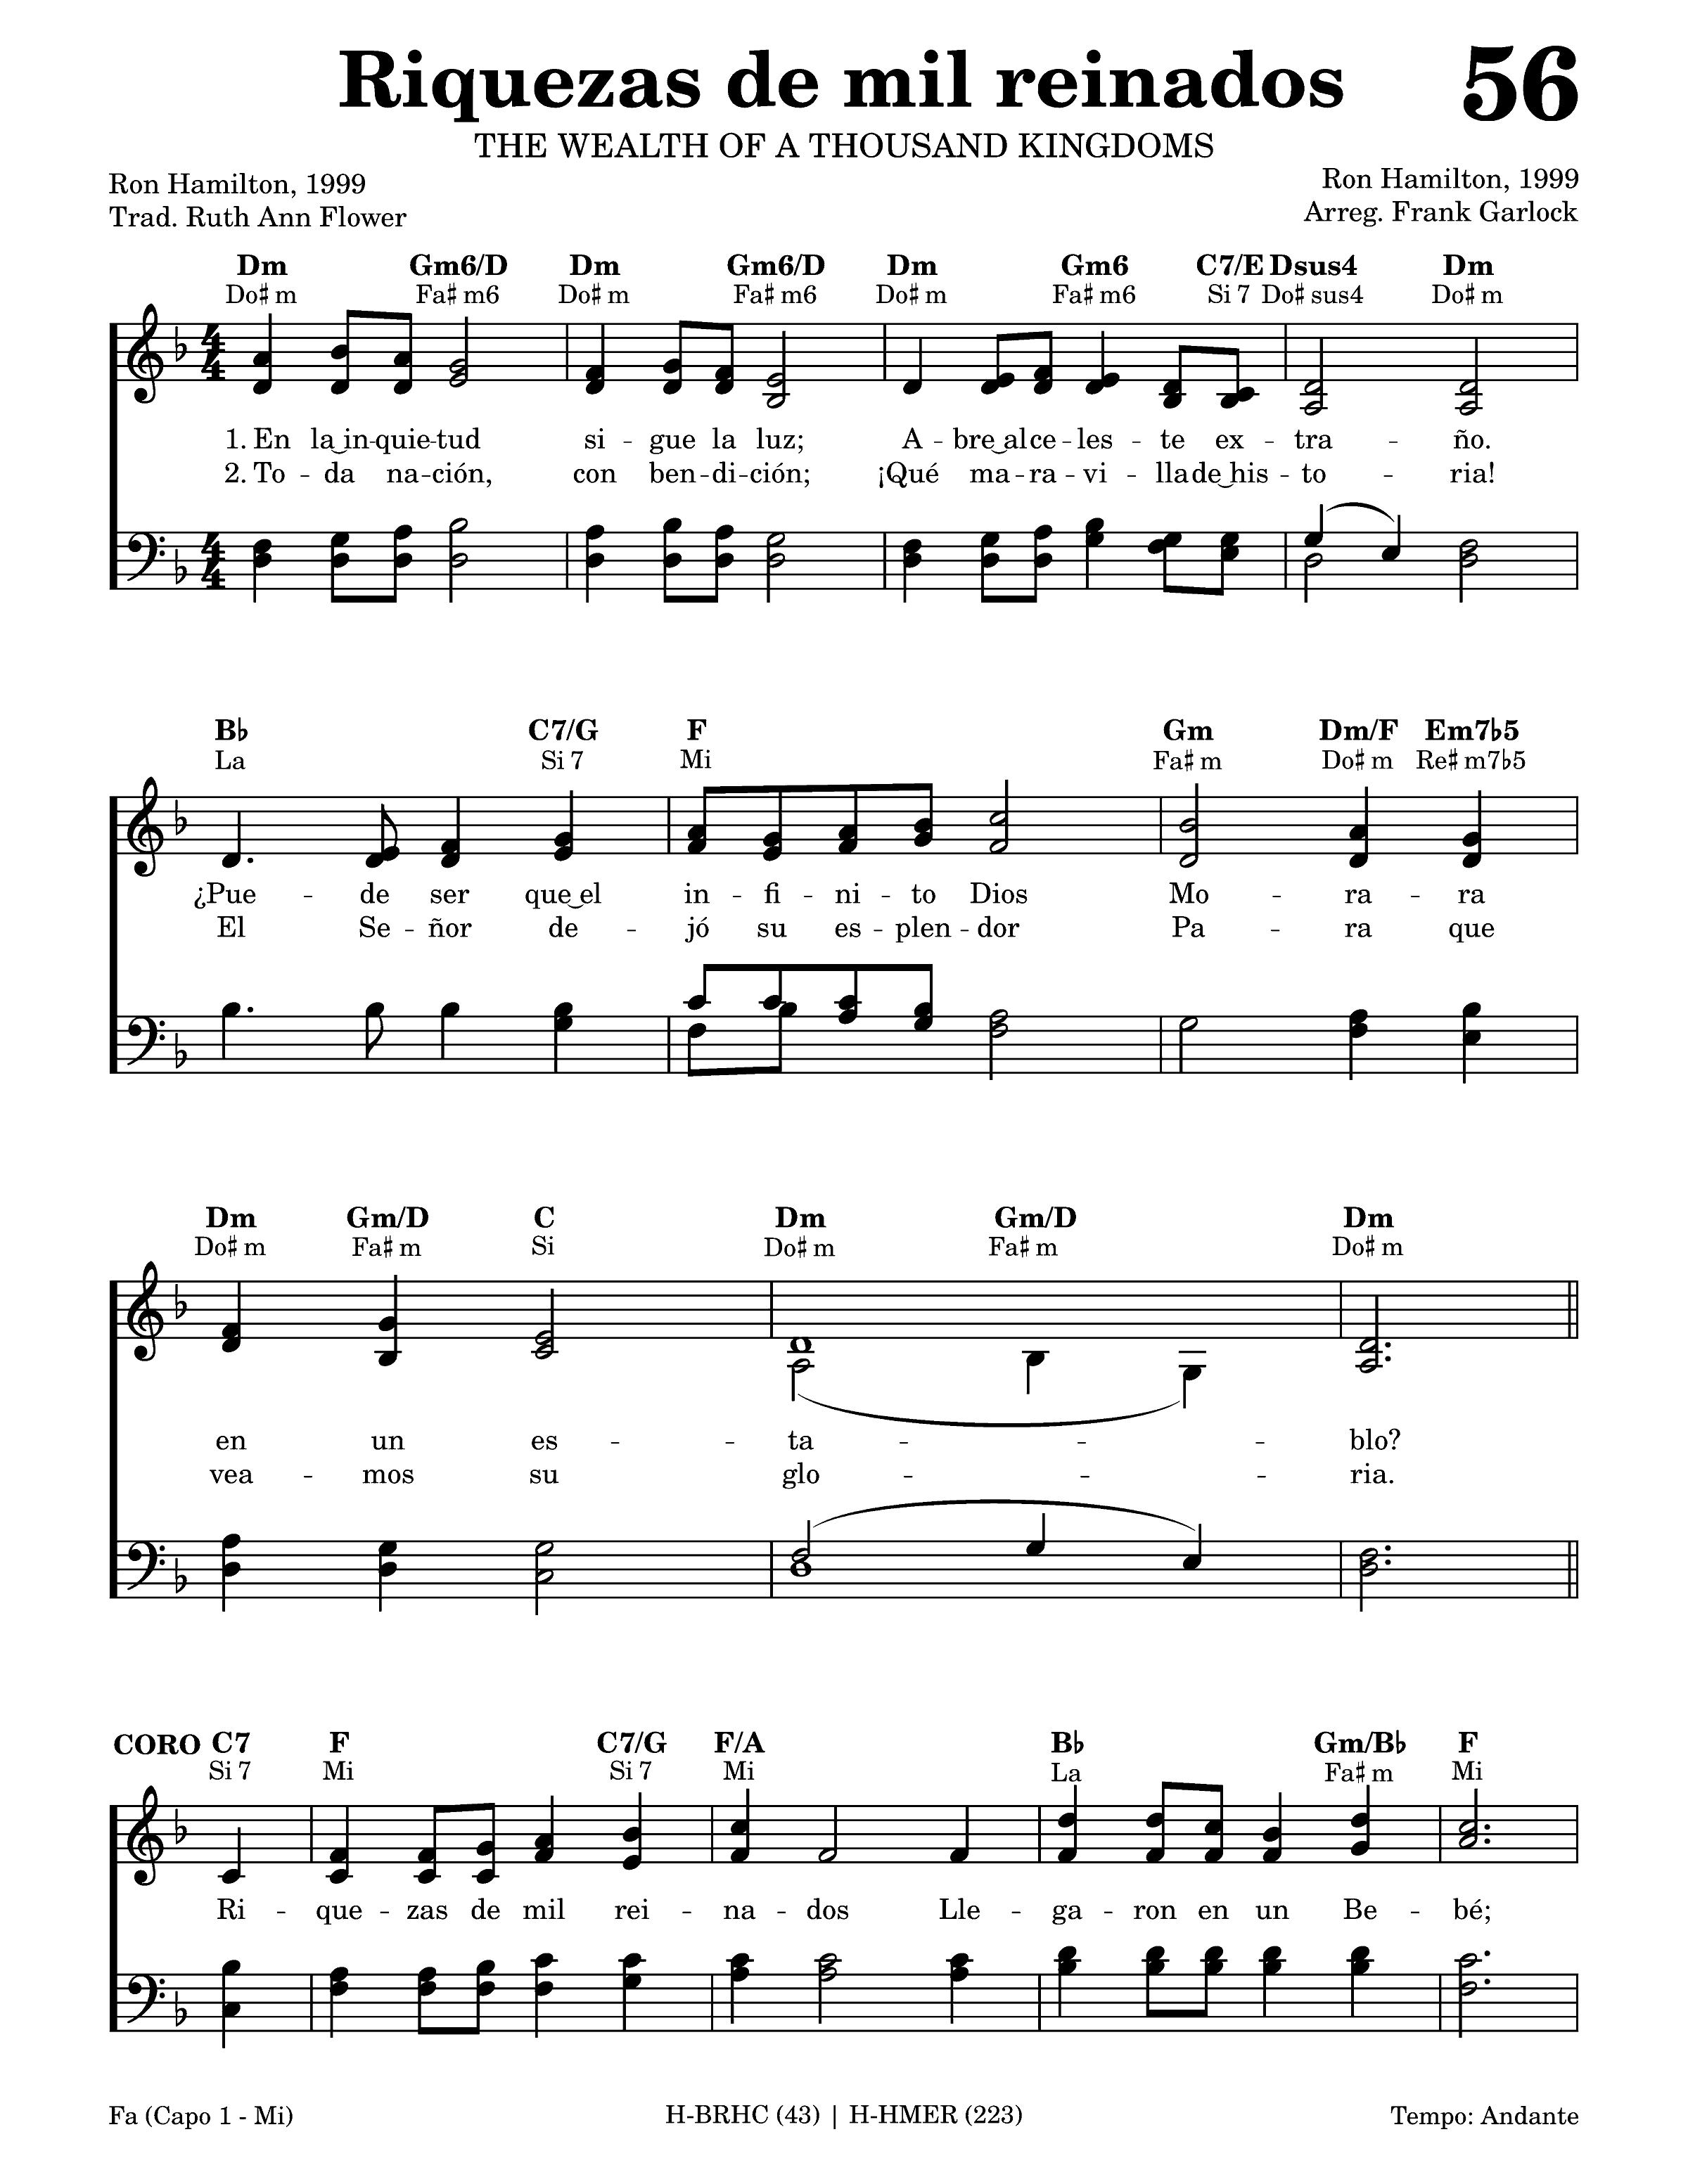 Riquezas de mil reinados
56
THE WEALTH OF A THOUSAND KINGDOMS
Ron Hamilton, 1999
Trad. Ruth Ann Flower
Ron Hamilton, 1999
Arreg. Frank Garlock
Dm Gm6/D Dm Gm6/D Dm Gm6 C7/E Dsus4 Dm
Do♯m Fa♯m6 Do♯m Fa♯m6 Do♯m Fa♯m6 Si 7 Do♯sus4 Do♯m
1. En la‿in - quie - tud si - gue la luz; A - bre‿al - ce - les - te ex - tra - ño.
2. To - da na - ción, con ben - di - ción; ¡Qué ma - ra - vi - lla de‿his - to - ria!
B♭ C7/G F Gm Dm/F Em7♭5
La Si 7 Mi Fa♯m Do♯m Re♯m7♭5
¿Pue - de ser que‿el in - fi - ni - to Dios Mo - ra - ra
El Se - ñor de - jó su es - plen - dor Pa - ra que
Dm Gm/D C Dm Gm/D Dm
Do♯m Fa♯m Si Do♯m Fa♯m Do♯m
en un es - ta - blo?
vea - mos su glo - ria.
CORO C7 F C7/G F/A B♭ Gm/B♭ F
Si 7 Mi Si 7 Mi La Fa♯m Mi
Ri - que - zas de mil rei - na - dos Lle - ga - ron en un Be - bé;
Fa (Capo 1 - Mi) H-BRHC (43) | H-HMER (223) Tempo: Andante